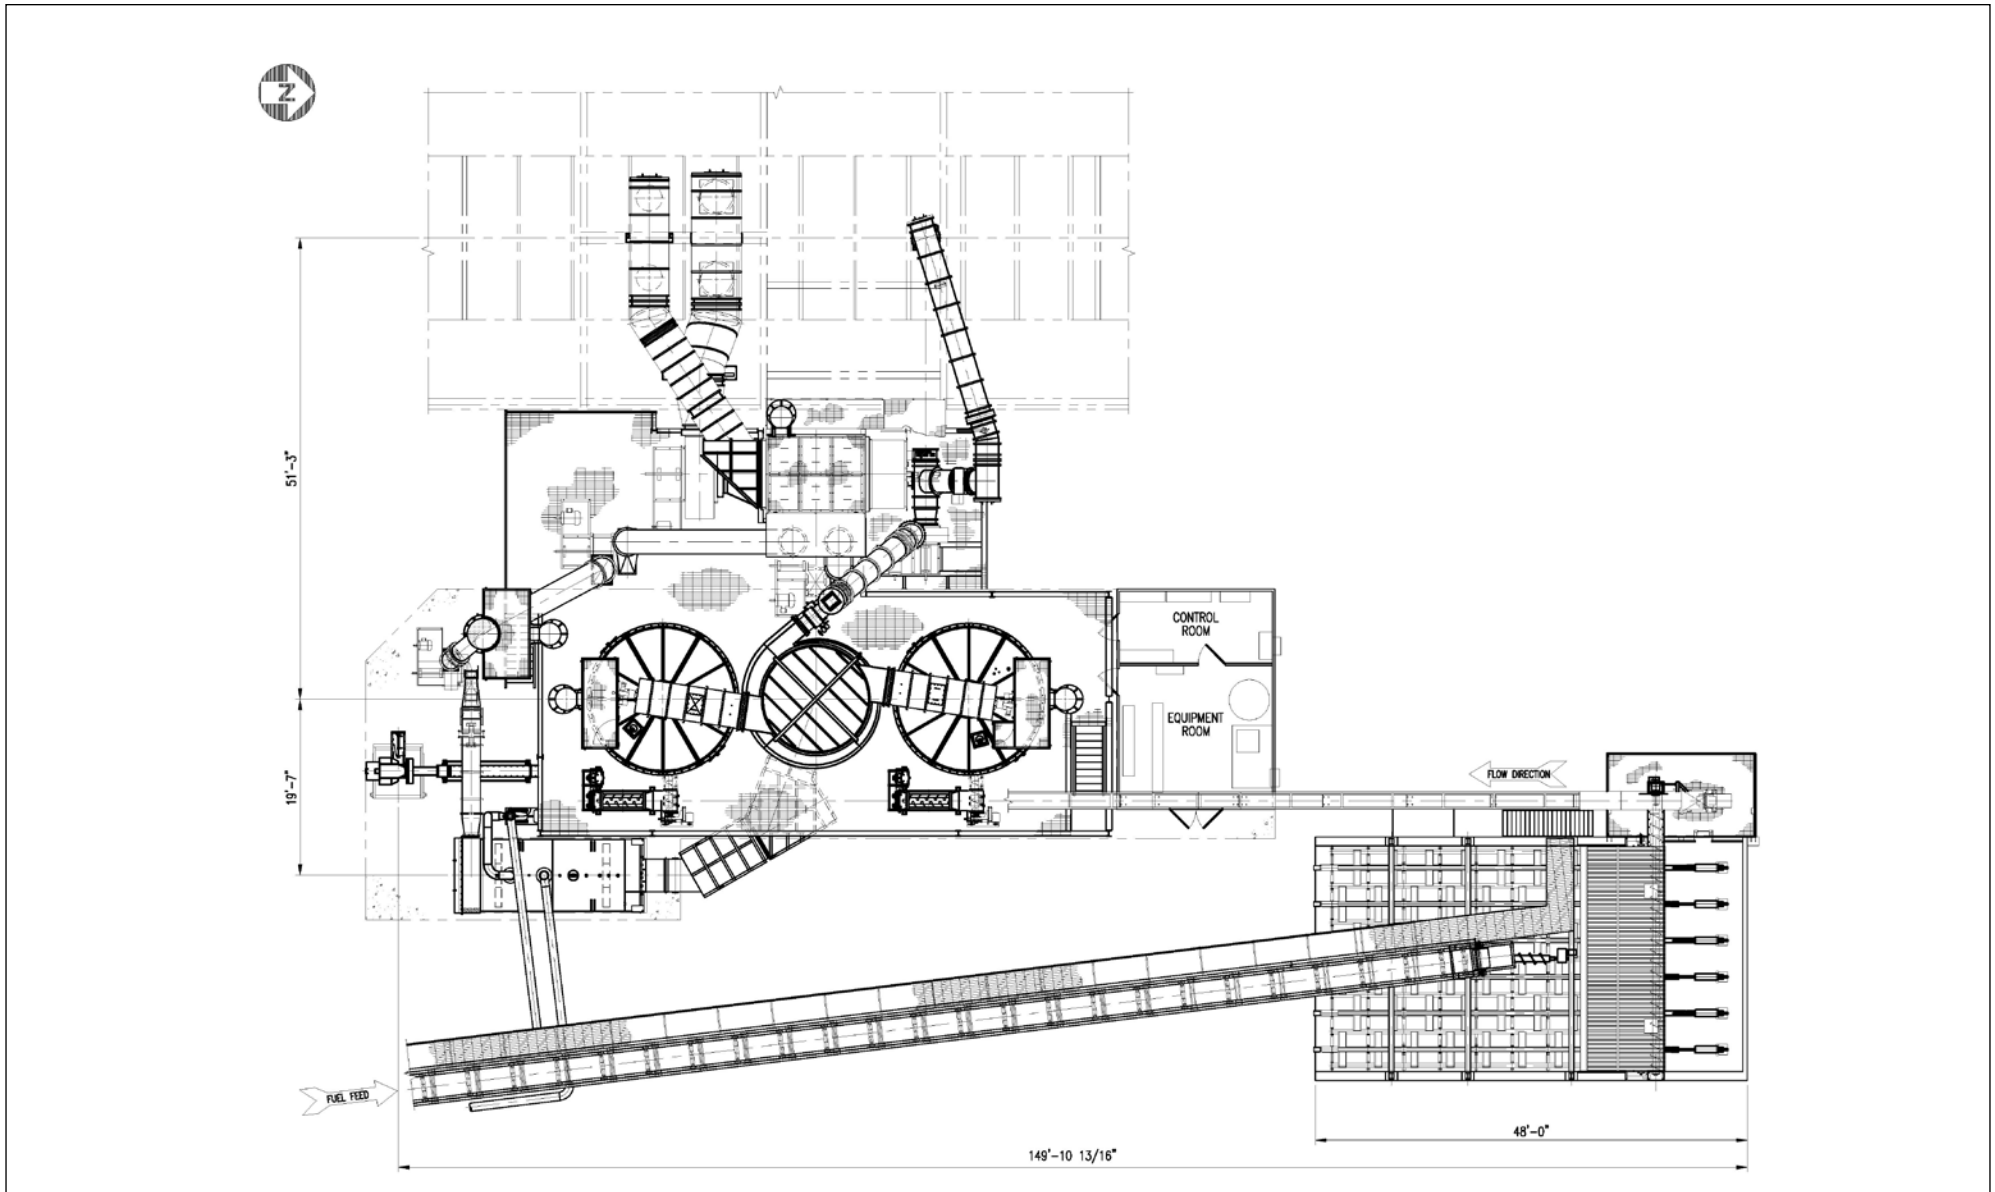 N
51'-3"
CONTROL
ROOM
EQUIPMENT
ROOM
19'-7"
FLOW DIRECTION
FUEL FEED
48'-0"
149'-10 13/16"